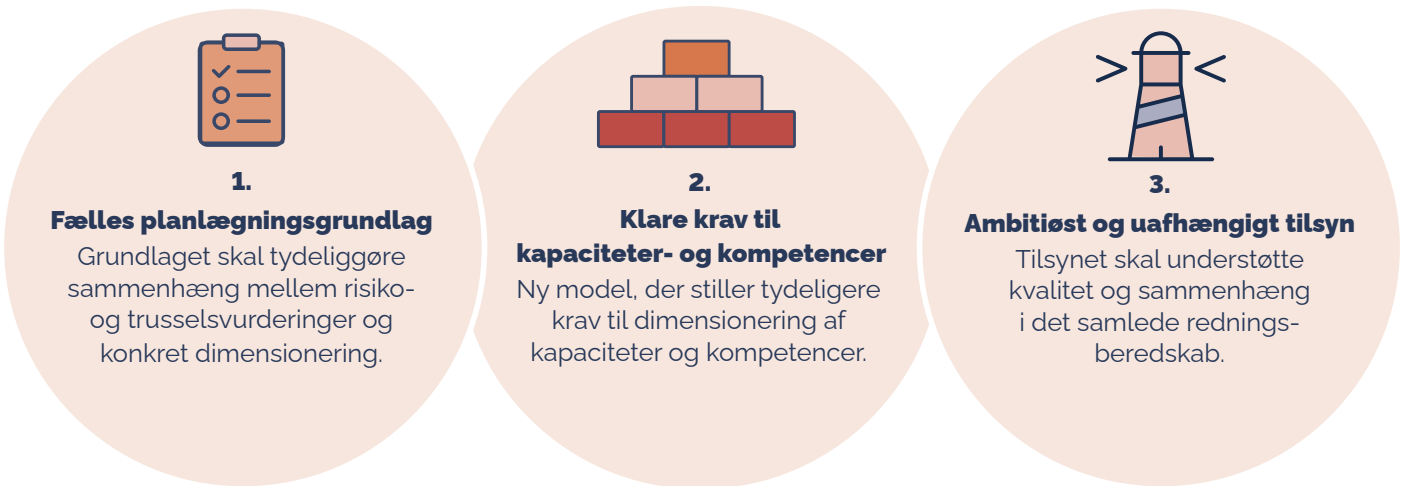 1.
Fælles planlægningsgrundlag
Grundlaget skal tydeliggøre
sammenhæng mellem risiko-
og trusselsvurderinger og
konkret dimensionering.
2.
Klare krav til
kapaciteter- og kompetencer
Ny model, der stiller tydeligere
krav til dimensionering af
kapaciteter og kompetencer.
3.
Ambitiøst og uafhængigt tilsyn
Tilsynet skal understøtte
kvalitet og sammenhæng
i det samlede rednings-
beredskab.